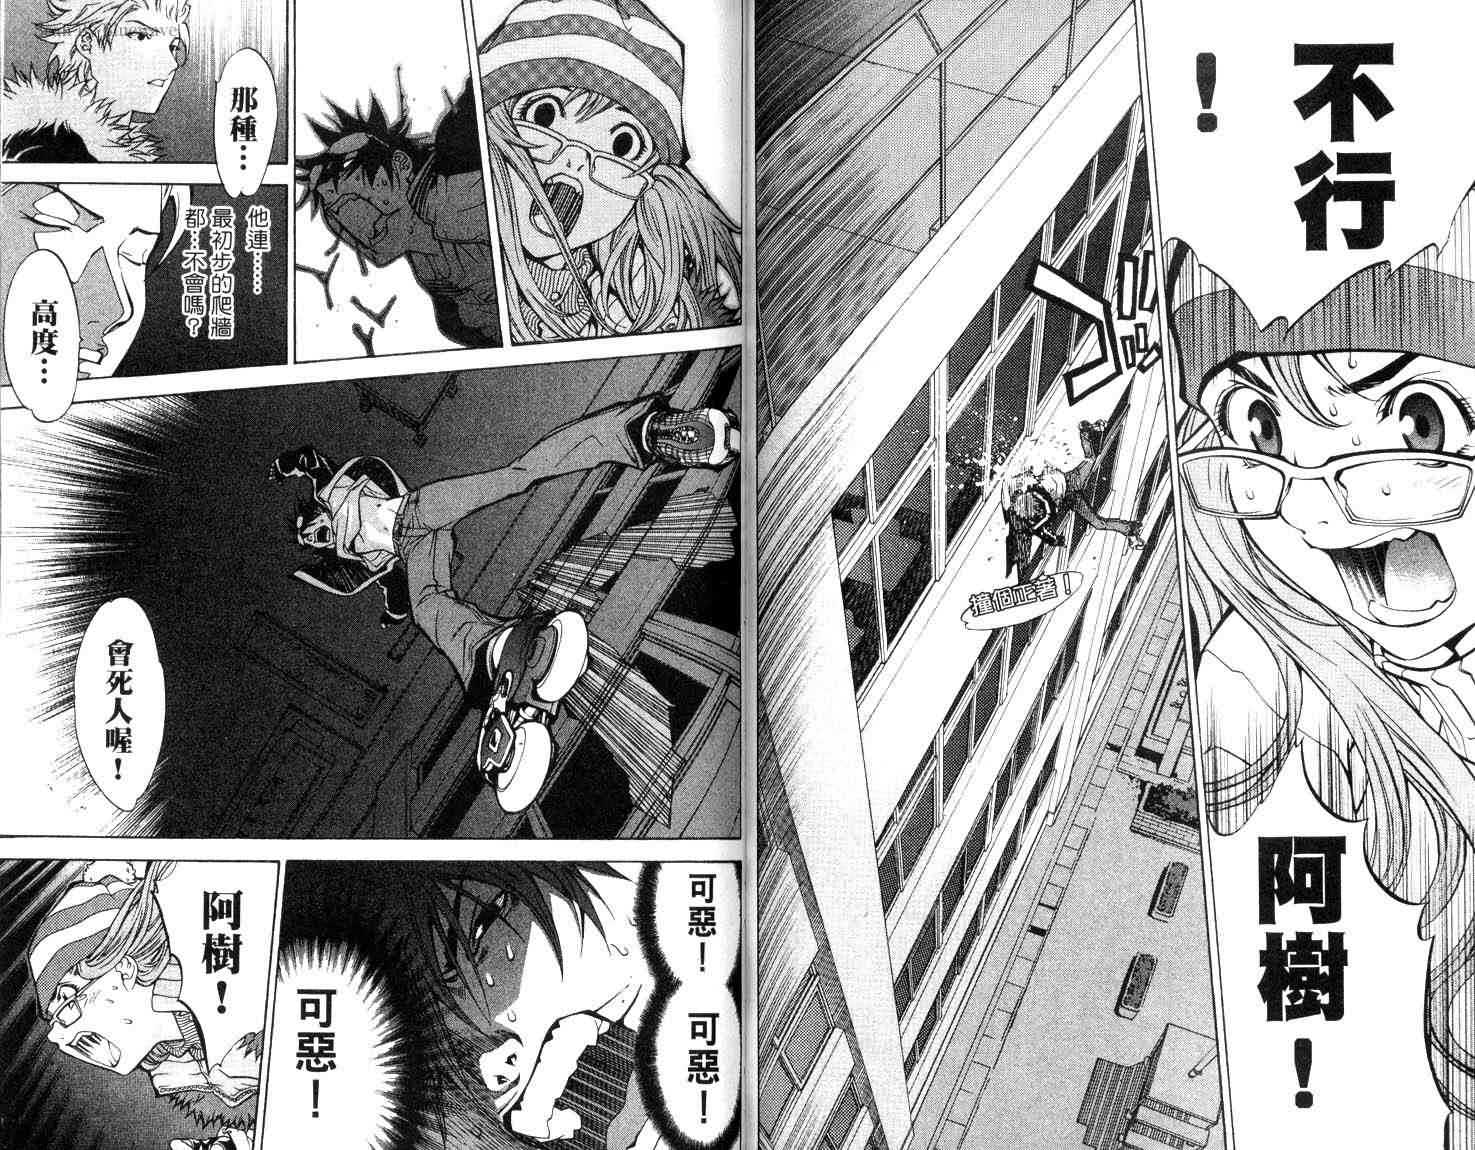 不行
！
阿樹！
撞個正著！
那種…
他連……
最初步的爬牆
都…不會嗎？
高度…
會死人喔！
可惡！
可惡！
可惡！
阿樹！